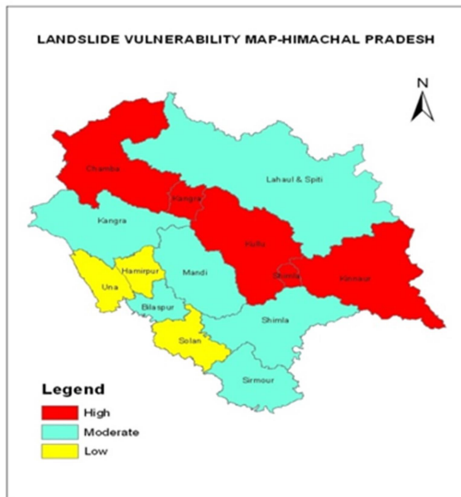 LANDSLIDE VULNERABILITY MAP-HIMACHAL PRADESH
N
Chamba
Lahaul & Spiti
Kangra
Kangra
Kullu
Hamirpur
Mandi
Shimla
Kinnaur
Una
Bilaspur
Shimla
Solan
Sirmour
Legend
High
Moderate
Low